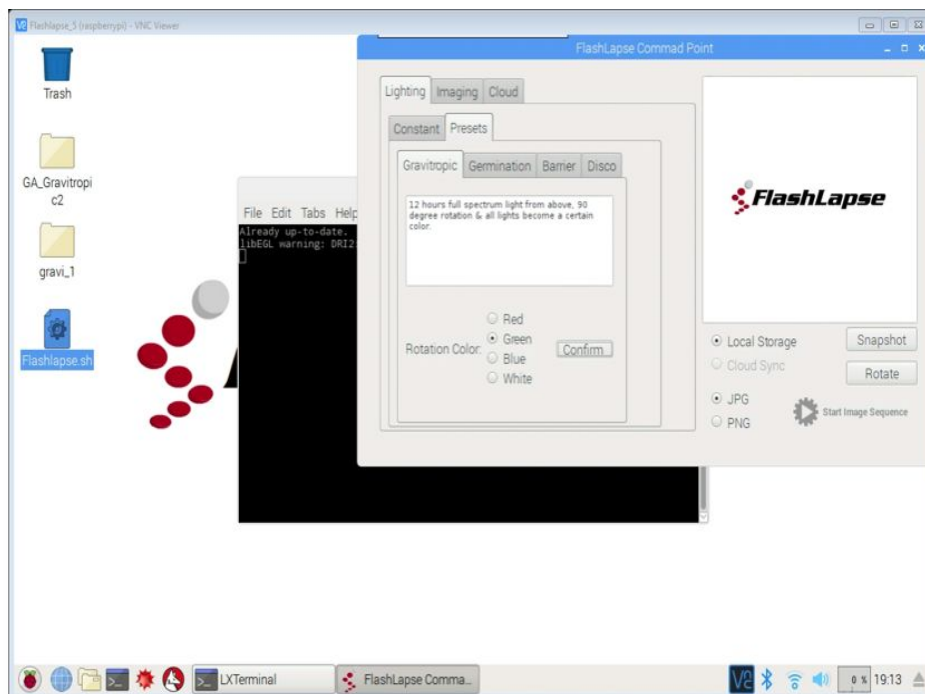 Flashlapse_5 (raspberrypi) - VNC Viewer
Trash
GA_Gravitropi
c2
gravi_1
Flashlapse.sh
File Edit Tabs Help
Already up-to-date.
libEGL warning: DRI2:
FlashLapse Commad Point
Lighting Imaging Cloud
Constant Presets
Gravitropic Germination Barrier Disco
12 hours full spectrum light from above, 90
degree rotation & all lights become a certain
color.
Rotation Color:
Red
Green
Blue
White
Confirm
FlashLapse
Local Storage
Cloud Sync
JPG
PNG
Snapshot
Rotate
Start Image Sequence
LXTerminal
FlashLapse Comma...
0 %
19:13